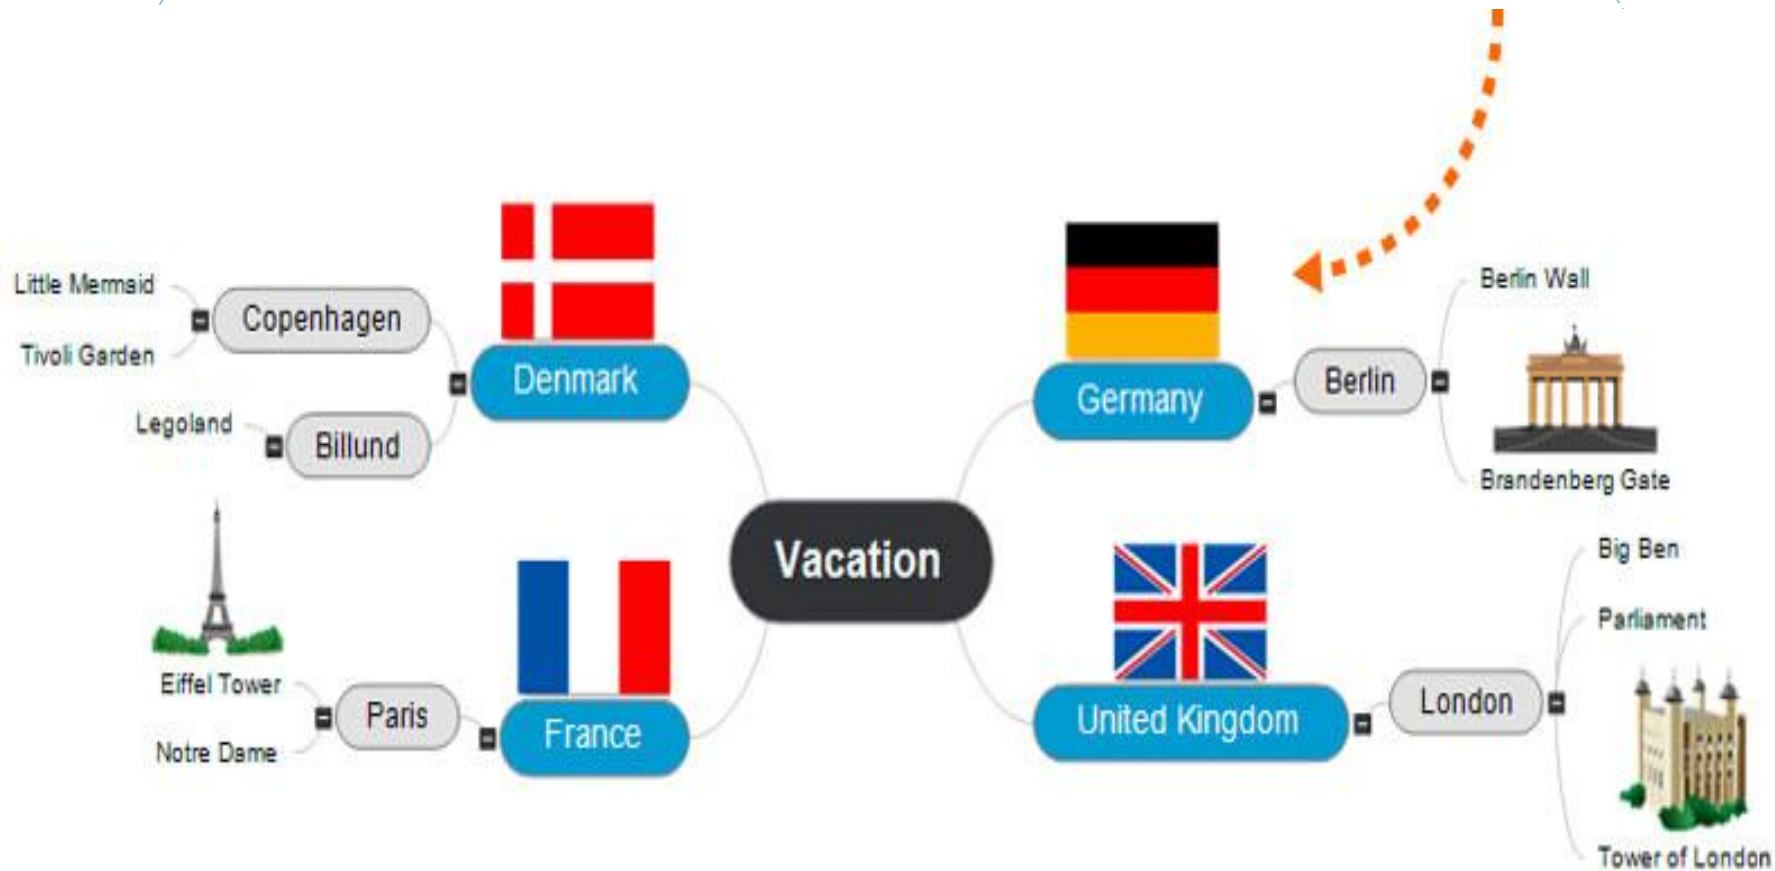 Little Mermaid
Tivoli Garden
Copenhagen
Legoland
Billund
Denmark
Eiffel Tower
Notre Dame
Paris
France
Vacation
Germany
Berlin
Berlin Wall
Brandenberg Gate
United Kingdom
London
Big Ben
Parliament
Tower of London